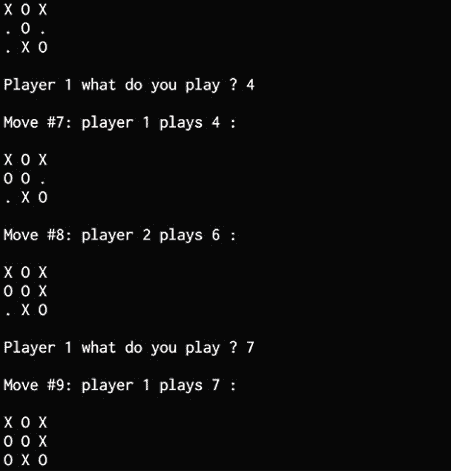 X O X
. O .
. X O
Player 1 what do you play ? 4
Move #7: player 1 plays 4 :
X O X
O O .
. X O
Move #8: player 2 plays 6 :
X O X
O O X
. X O
Player 1 what do you play ? 7
Move #9: player 1 plays 7 :
X O X
O O X
O X O